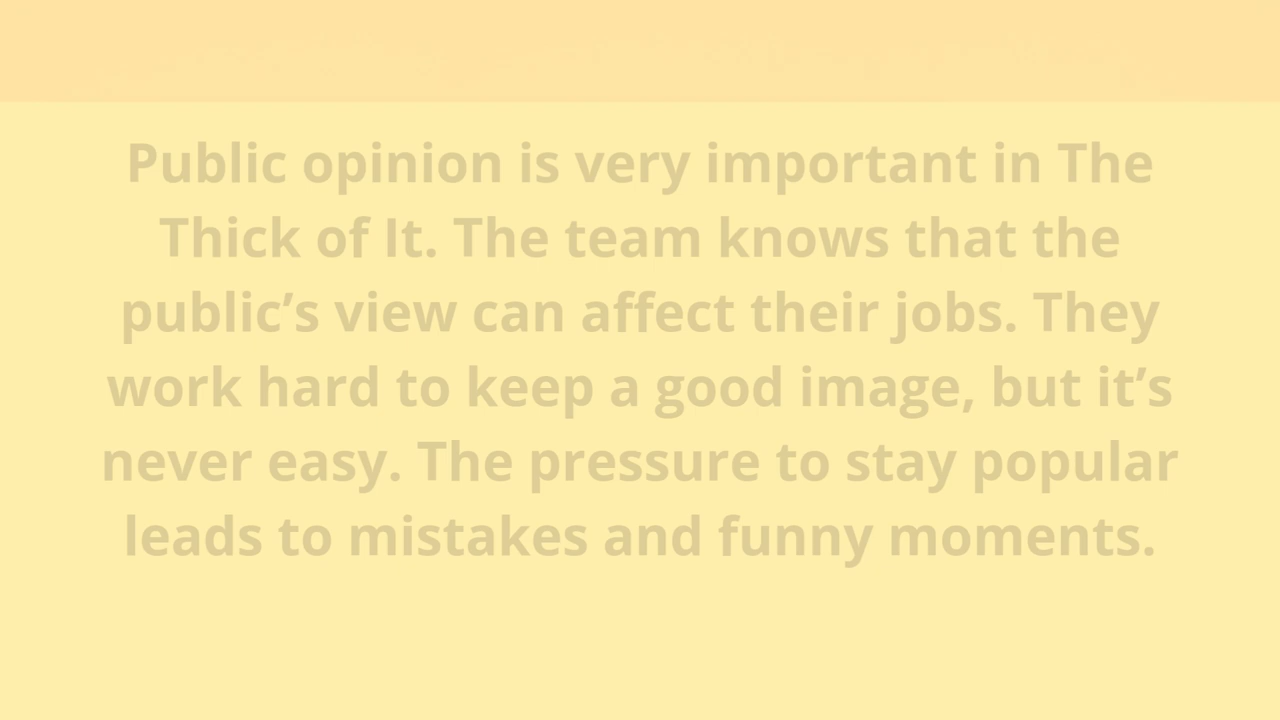 Public opinion is very important in The
Thick of It. The team knows that the
public’s view can affect their jobs. They
work hard to keep a good image, but it’s
never easy. The pressure to stay popular
leads to mistakes and funny moments.